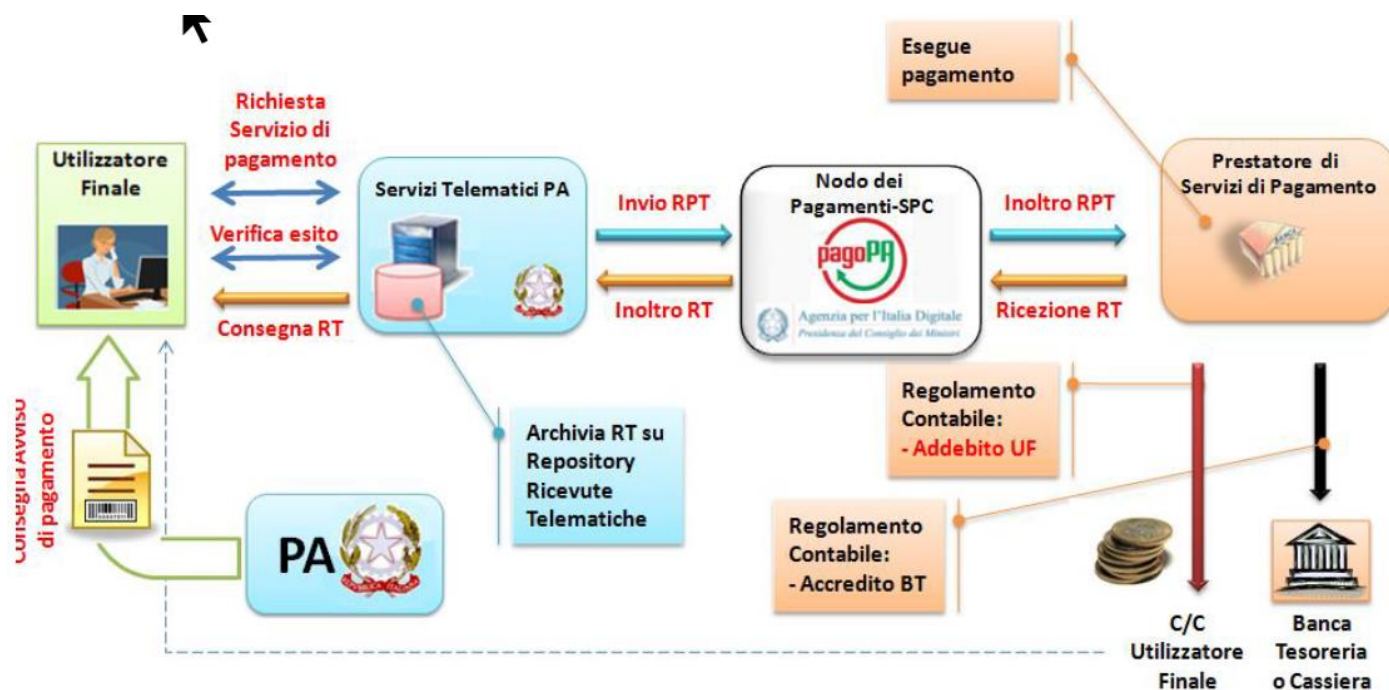 Esegue
pagamento
Richiesta
Servizio di
pagamento
Utilizzatore
Finale
Verifica esito
Consegna RT
Servizi Telematici PA
Invio RPT
Inoltro RT
Nodo dei
Pagamenti-SPC
pagoPA
Agenzia per l'Italia Digitale
Presidenza del Consiglio dei Ministri
Inoltro RPT
Ricezione RT
Prestatore di
Servizi di Pagamento
BANCA
Consegna Avviso
di pagamento
PA
Archivia RT su
Repository
Ricevute
Telematiche
Regolamento
Contabile:
- Addebito UF
Regolamento
Contabile:
- Accredito BT
C/C
Utilizzatore
Finale
Banca
Tesoreria
o Cassiera